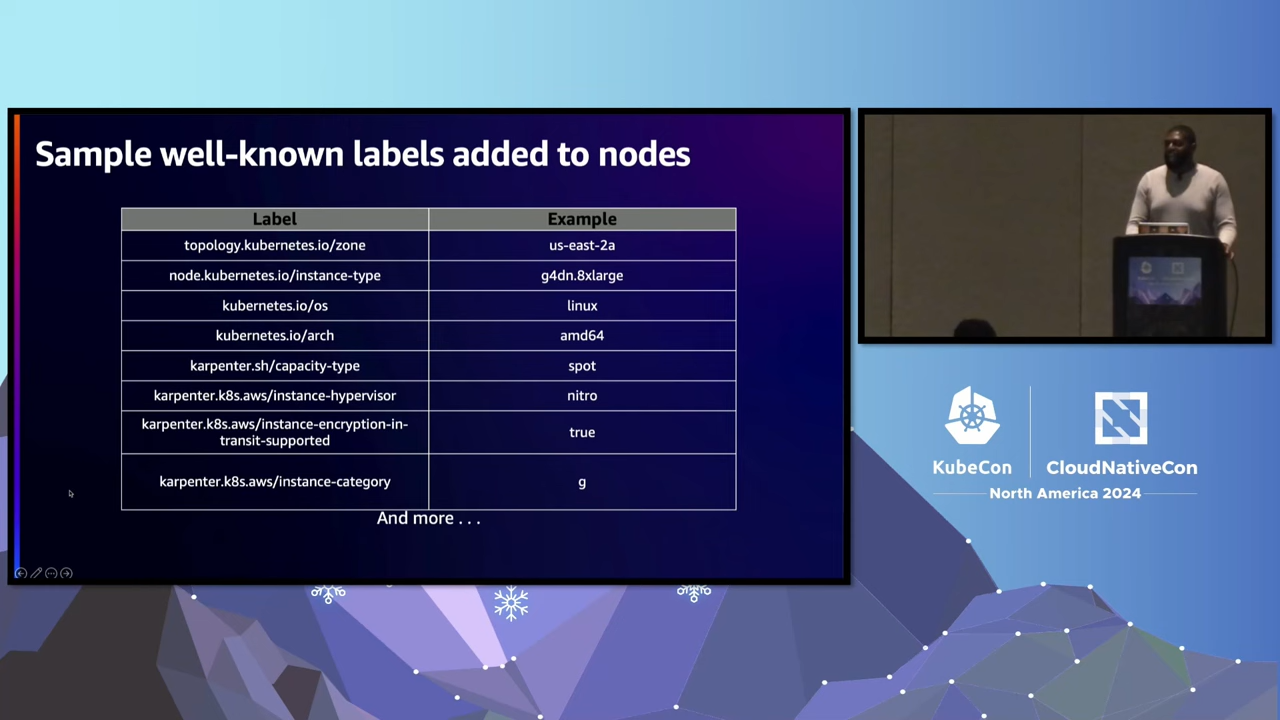 Sample well-known labels added to nodes
Label Example
topology.kubernetes.io/zone us-east-2a
node.kubernetes.io/instance-type g4dn.8xlarge
kubernetes.io/os linux
kubernetes.io/arch amd64
karpenter.sh/capacity-type spot
karpenter.k8s.aws/instance-hypervisor nitro
karpenter.k8s.aws/instance-encryption-in-
transit-supported true
karpenter.k8s.aws/instance-category g
And more . . .
KubeCon CloudNativeCon
North America 2024